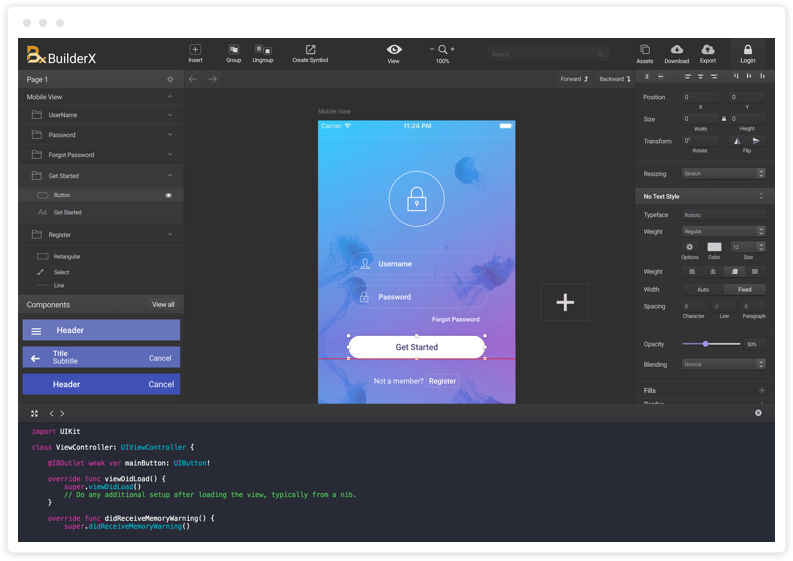 BuilderX
Insert
Group
Ungroup
Create Symbol
View
100%
Search
Assets
Download
Export
Login
Page 1
Forward
Backward
Mobile View
UserName
Password
Forgot Password
Get Started
Button
Aa Get Started
Register
Rectangular
Select
Line
Components View all
Header
Title
Subtitle
Cancel
Header Cancel
Mobile View
Carrier 11:24 PM
Username
Password
Forgot Password
Get Started
Not a member? Register
Position 0 0
X Y
Size 0 0
Width Height
Transform 0°
Rotate Flip
Resizing Stretch
No Text Style
Typeface Roboto
Weight Regular
12
Options Color Size
Weight
Width Auto Fixed
Spacing 0 0 0
Character Line Paragraph
Opacity 50%
Blending Normal
Fills
import UIKit
class ViewController: UIViewController {
@IBOutlet weak var mainButton: UIButton!
override func viewDidLoad() {
super.viewDidLoad()
// Do any additional setup after loading the view, typically from a nib.
}
override func didReceiveMemoryWarning() {
super.didReceiveMemoryWarning()